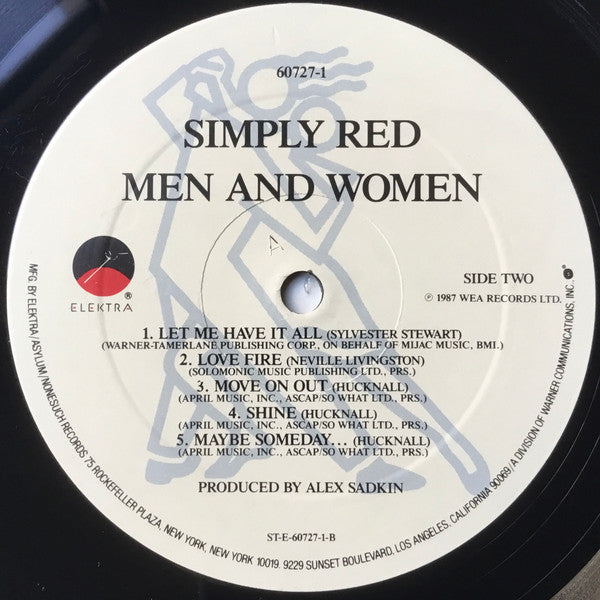 60727-1
SIMPLY RED
MEN AND WOMEN
A
ELEKTRA®
SIDE TWO
℗ 1987 WEA RECORDS LTD.
1. LET ME HAVE IT ALL (SYLVESTER STEWART)
(WARNER-TAMERLANE PUBLISHING CORP., ON BEHALF OF MIJAC MUSIC, BMI.)
2. LOVE FIRE (NEVILLE LIVINGSTON)
(SOLOMONIC MUSIC PUBLISHING LTD., PRS.)
3. MOVE ON OUT (HUCKNALL)
(APRIL MUSIC, INC., ASCAP/SO WHAT LTD., PRS.)
4. SHINE (HUCKNALL)
(APRIL MUSIC, INC., ASCAP/SO WHAT LTD., PRS.)
5. MAYBE SOMEDAY... (HUCKNALL)
(APRIL MUSIC, INC., ASCAP/SO WHAT LTD., PRS.)
PRODUCED BY ALEX SADKIN
ST-E-60727-1-B
MFG. BY ELEKTRA/ASYLUM/NONESUCH RECORDS, 75 ROCKEFELLER PLAZA, NEW YORK, NEW YORK 10019. 9229 SUNSET BOULEVARD, LOS ANGELES, CALIFORNIA 90069/A DIVISION OF WARNER COMMUNICATIONS, INC.